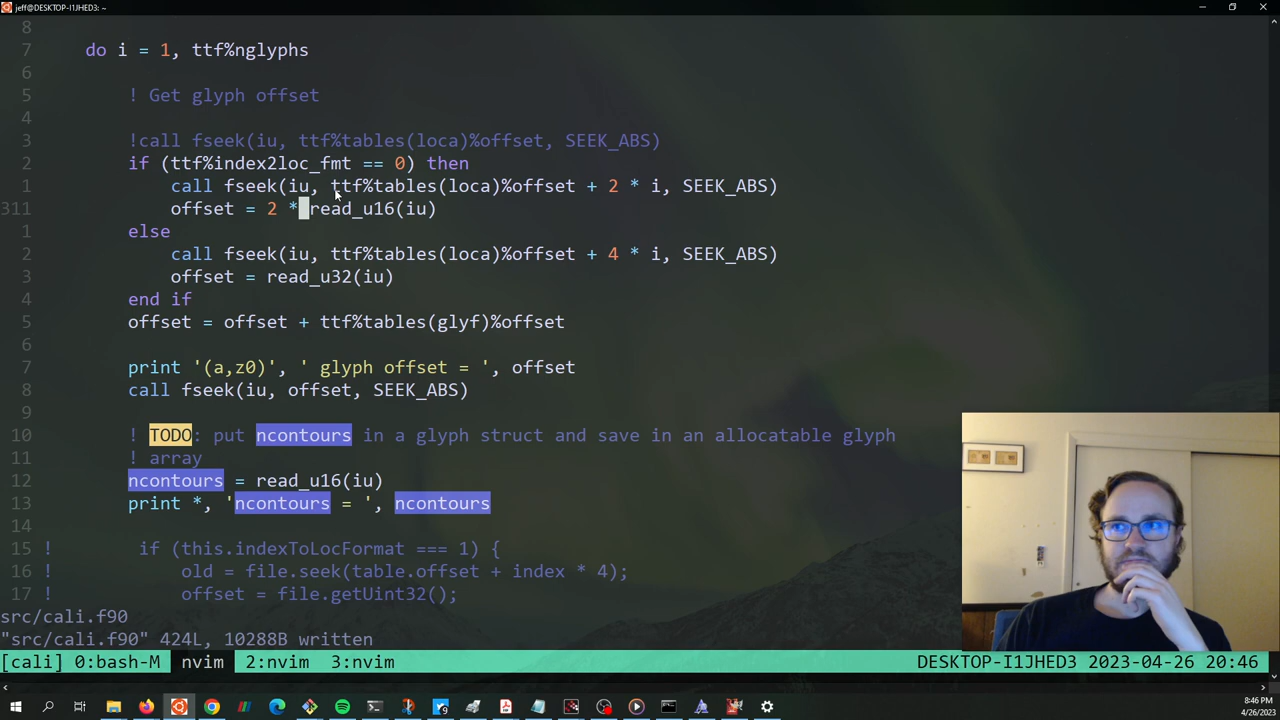 jeff@DESKTOP-I1JHED3: ~
8
7 do i = 1, ttf%nglyphs
6
5 ! Get glyph offset
4
3 !call fseek(iu, ttf%tables(loca)%offset, SEEK_ABS)
2 if (ttf%index2loc_fmt == 0) then
1 call fseek(iu, ttf%tables(loca)%offset + 2 * i, SEEK_ABS)
311 offset = 2 * read_u16(iu)
1 else
2 call fseek(iu, ttf%tables(loca)%offset + 4 * i, SEEK_ABS)
3 offset = read_u32(iu)
4 end if
5 offset = offset + ttf%tables(glyf)%offset
6
7 print '(a,z0)', ' glyph offset = ', offset
8 call fseek(iu, offset, SEEK_ABS)
9
10 ! TODO: put ncontours in a glyph struct and save in an allocatable glyph
11 ! array
12 ncontours = read_u16(iu)
13 print *, 'ncontours = ', ncontours
14
15 ! if (this.indexToLocFormat === 1) {
16 ! old = file.seek(table.offset + index * 4);
17 ! offset = file.getUint32();
src/cali.f90
"src/cali.f90" 424L, 10288B written
[cali] 0:bash-M nvim 2:nvim 3:nvim DESKTOP-I1JHED3 2023-04-26 20:46
8:46 PM
4/26/2023